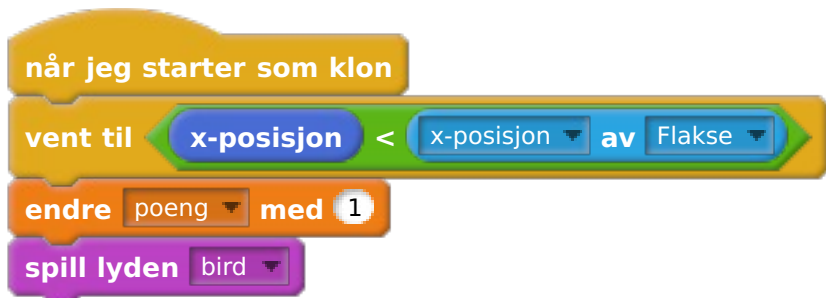 når jeg starter som klon
vent til x-posisjon < x-posisjon av Flakse
endre poeng med 1
spill lyden bird